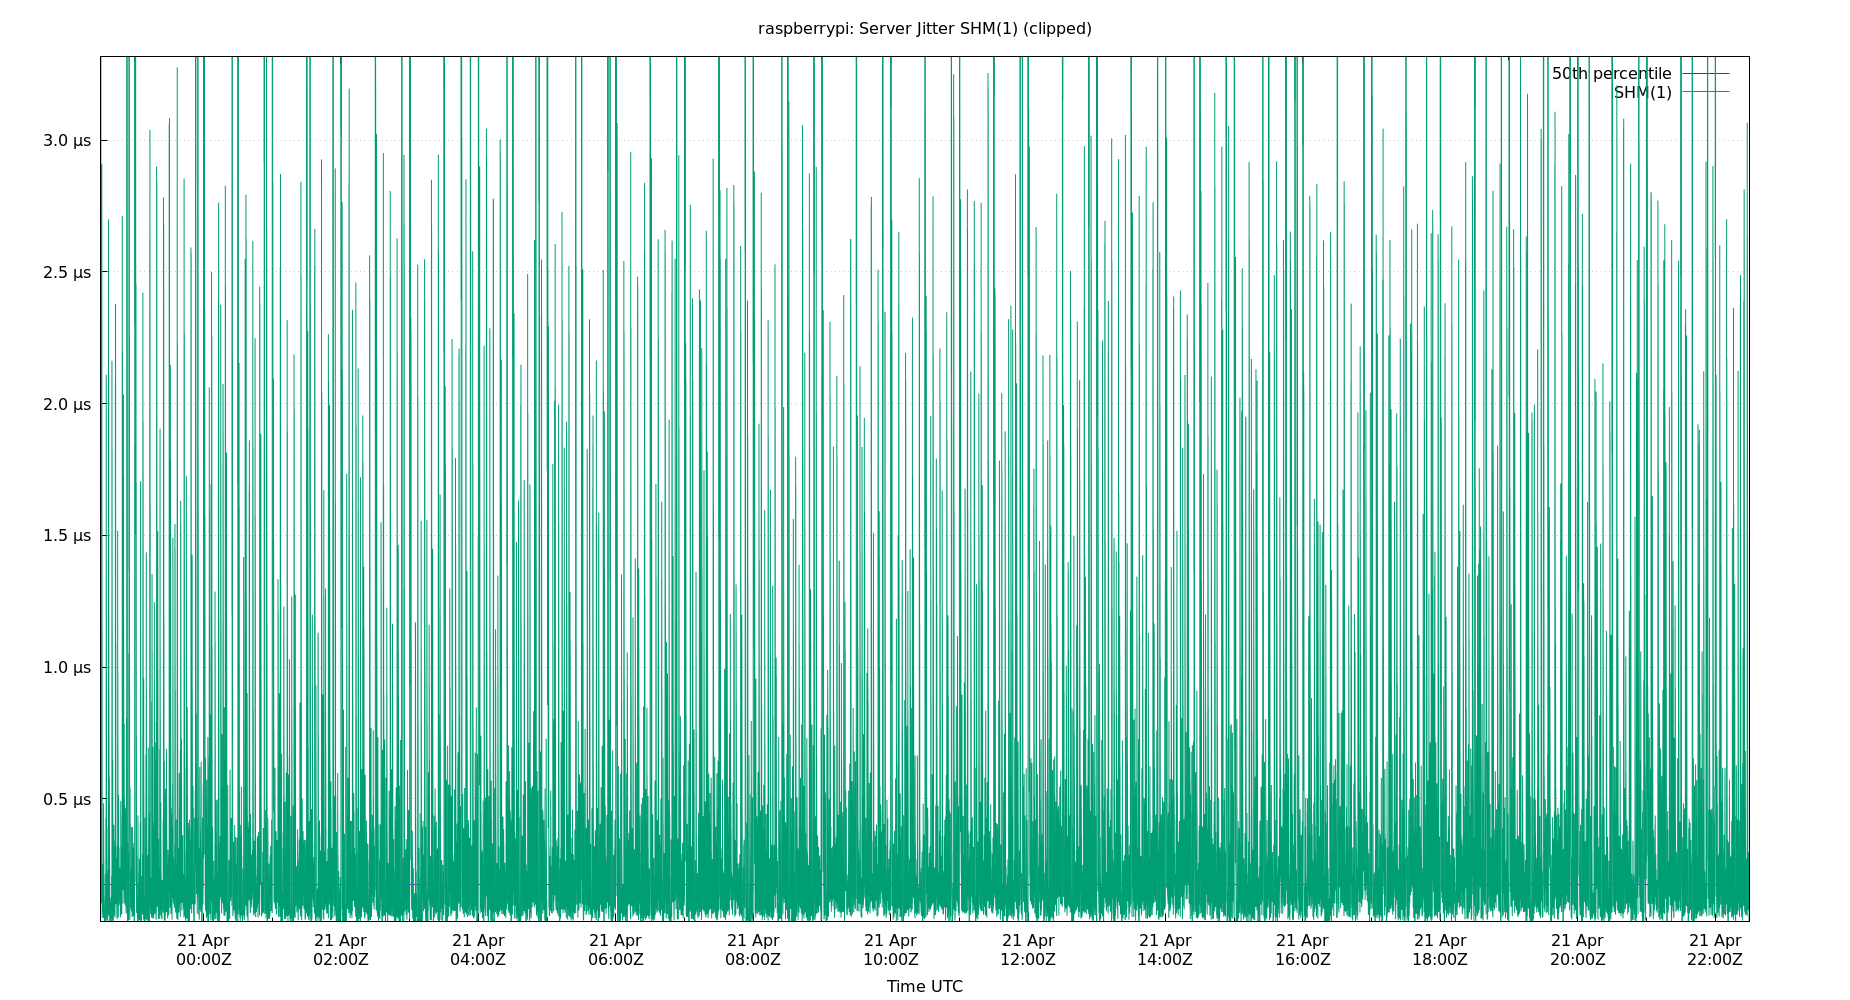 raspberrypi: Server Jitter SHM(1) (clipped)
50th percentile
SHM(1)
3.0 µs
2.5 µs
2.0 µs
1.5 µs
1.0 µs
0.5 µs
21 Apr 21 Apr 21 Apr 21 Apr 21 Apr 21 Apr 21 Apr 21 Apr 21 Apr 21 Apr 21 Apr 21 Apr
00:00Z 02:00Z 04:00Z 06:00Z 08:00Z 10:00Z 12:00Z 14:00Z 16:00Z 18:00Z 20:00Z 22:00Z
Time UTC